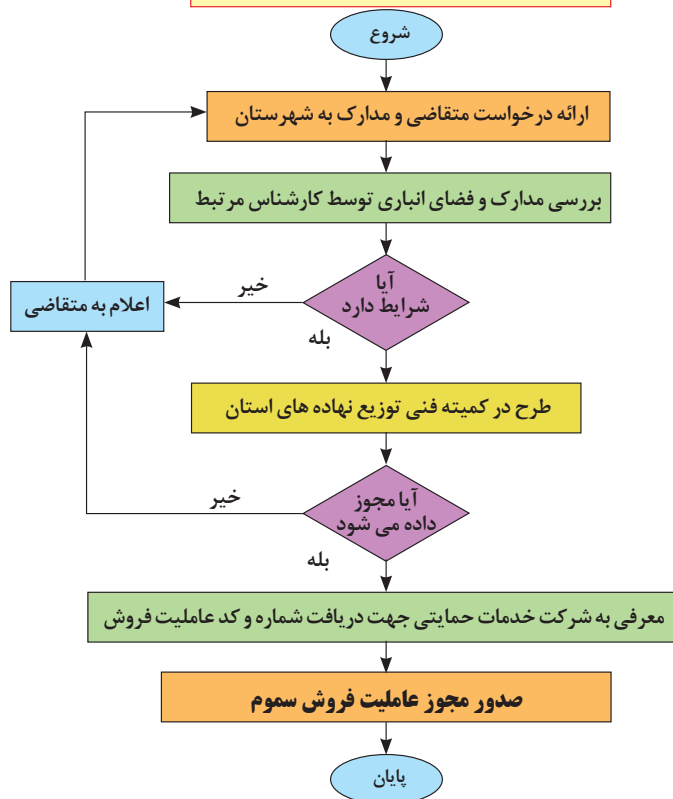 شروع
ارائه درخواست متقاضی و مدارک به شهرستان
بررسی مدارک و فضای انباری توسط کارشناس مرتبط
آیا
شرایط دارد
خیر
اعلام به متقاضی
بله
طرح در کمیته فنی توزیع نهاده های استان
آیا مجوز
داده می شود
خیر
بله
معرفی به شرکت خدمات حمایتی جهت دریافت شماره و کد عاملیت فروش
صدور مجوز عاملیت فروش سموم
پایان